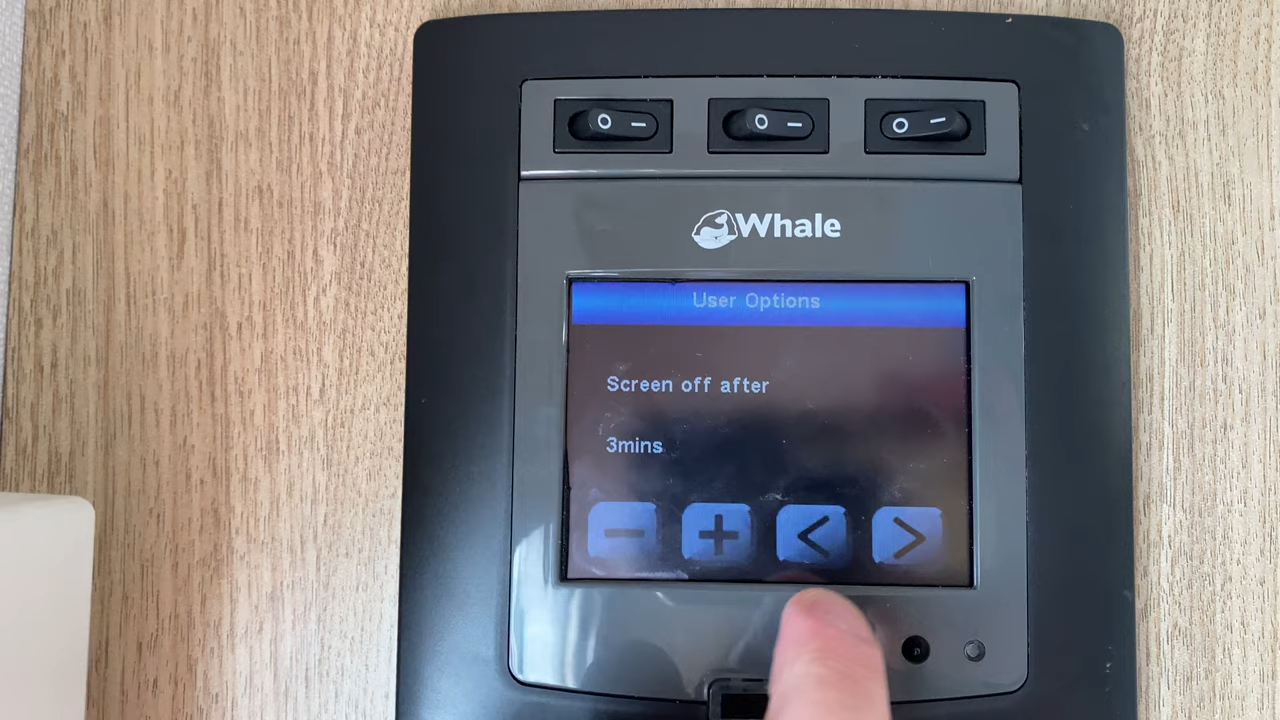 O –
O –
O –
Whale
User Options
Screen off after
3mins
– + < >